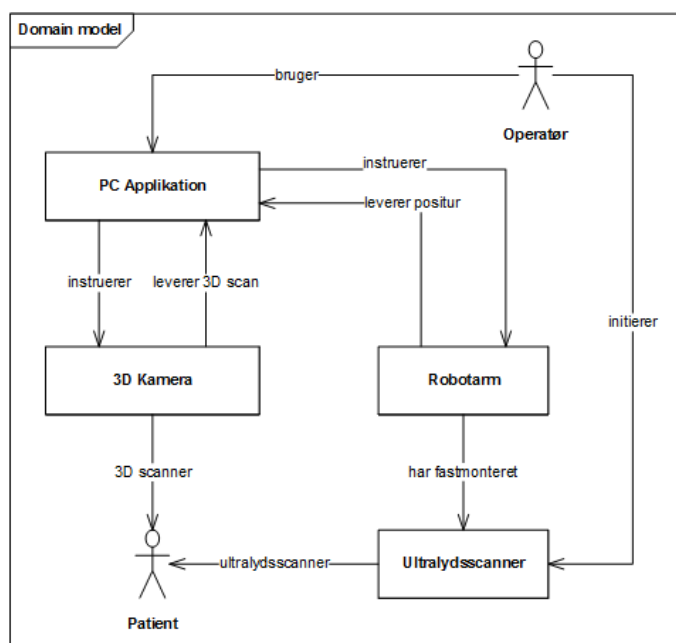 Domain model
bruger
Operatør
PC Applikation
instruerer
leverer positur
instruerer
leverer 3D scan
initierer
3D Kamera
Robotarm
3D scanner
har fastmonteret
ultralydsscanner
Ultralydsscanner
Patient